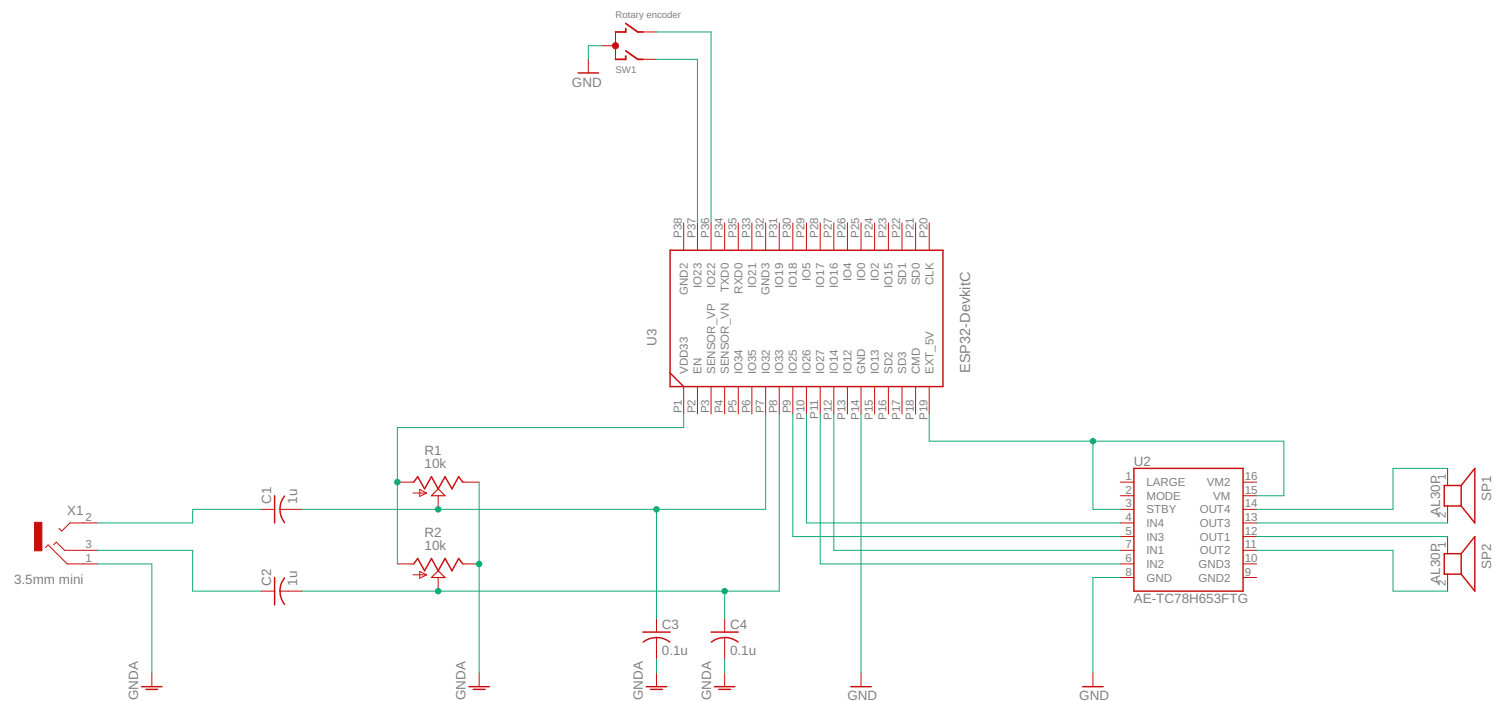 Rotary encoder
SW1
GND
P38
P37
P36
P34
P35
P33
P32
P31
P30
P29
P28
P27
P26
P25
P24
P23
P22
P21
P20
GND2
IO23
IO22
TXD0
RXD0
IO21
GND3
IO19
IO18
IO5
IO17
IO16
IO4
IO0
IO2
IO15
SD1
SD0
CLK
U3
ESP32-DevkitC
VDD33
EN
SENSOR_VP
SENSOR_VN
IO34
IO35
IO32
IO33
IO25
IO26
IO27
IO14
IO12
GND
IO13
SD2
SD3
CMD
EXT_5V
P1
P2
P3
P4
P5
P6
P7
P8
P9
P10
P11
P12
P13
P14
P15
P16
P17
P18
P19
R1
10k
R2
10k
C1
1u
C2
1u
X1
2
3
1
3.5mm mini
C3
0.1u
C4
0.1u
GNDA
GNDA
GNDA
GNDA
GND
GND
U2
1 LARGE VM2 16
2 MODE VM 15
3 STBY OUT4 14
4 IN4 OUT3 13
5 IN3 OUT1 12
7 IN1 OUT2 11
6 IN2 GND3 10
8 GND GND2 9
AE-TC78H653FTG
AL30P
1
2
SP1
AL30P
1
2
SP2